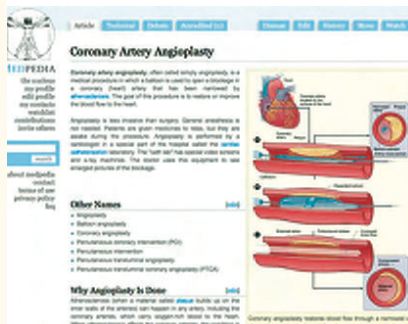 Article Technical Debate Accredited Discuss Edit History Move Watch
MEDPEDIA
the nucleus
my profile
edit profile
my contacts
watchlist
contributions
invite others
search
about medpedia
contact
terms of use
privacy policy
faq
Coronary Artery Angioplasty
Coronary artery angioplasty, often called simply angioplasty, is a
medical procedure in which a balloon is used to open a blockage in
a coronary (heart) artery that has been narrowed by
atherosclerosis. The goal of this procedure is to restore or improve
the blood flow to the heart.
Angioplasty is less invasive than surgery. General anesthesia is
not needed. Patients are given medicines to relax, but they are
awake during the procedure. Angioplasty is performed by a
cardiologist in a special part of the hospital called the cardiac
catheterization laboratory. The "cath lab" has special video screens
and x-ray machines. The doctor uses this equipment to see
enlarged pictures of the blockage.
Other Names [edit]
Angioplasty
Balloon angioplasty
Coronary angioplasty
Percutaneous coronary intervention (PCI)
Percutaneous intervention
Percutaneous transluminal angioplasty
Percutaneous transluminal coronary angioplasty (PTCA)
Why Angioplasty Is Done [edit]
Atherosclerosis (when a material called plaque builds up on the
inner walls of the arteries) can happen in any artery, including the
coronary arteries, which carry oxygen-rich blood to the heart.
Coronary angioplasty restores blood flow through a narrowed